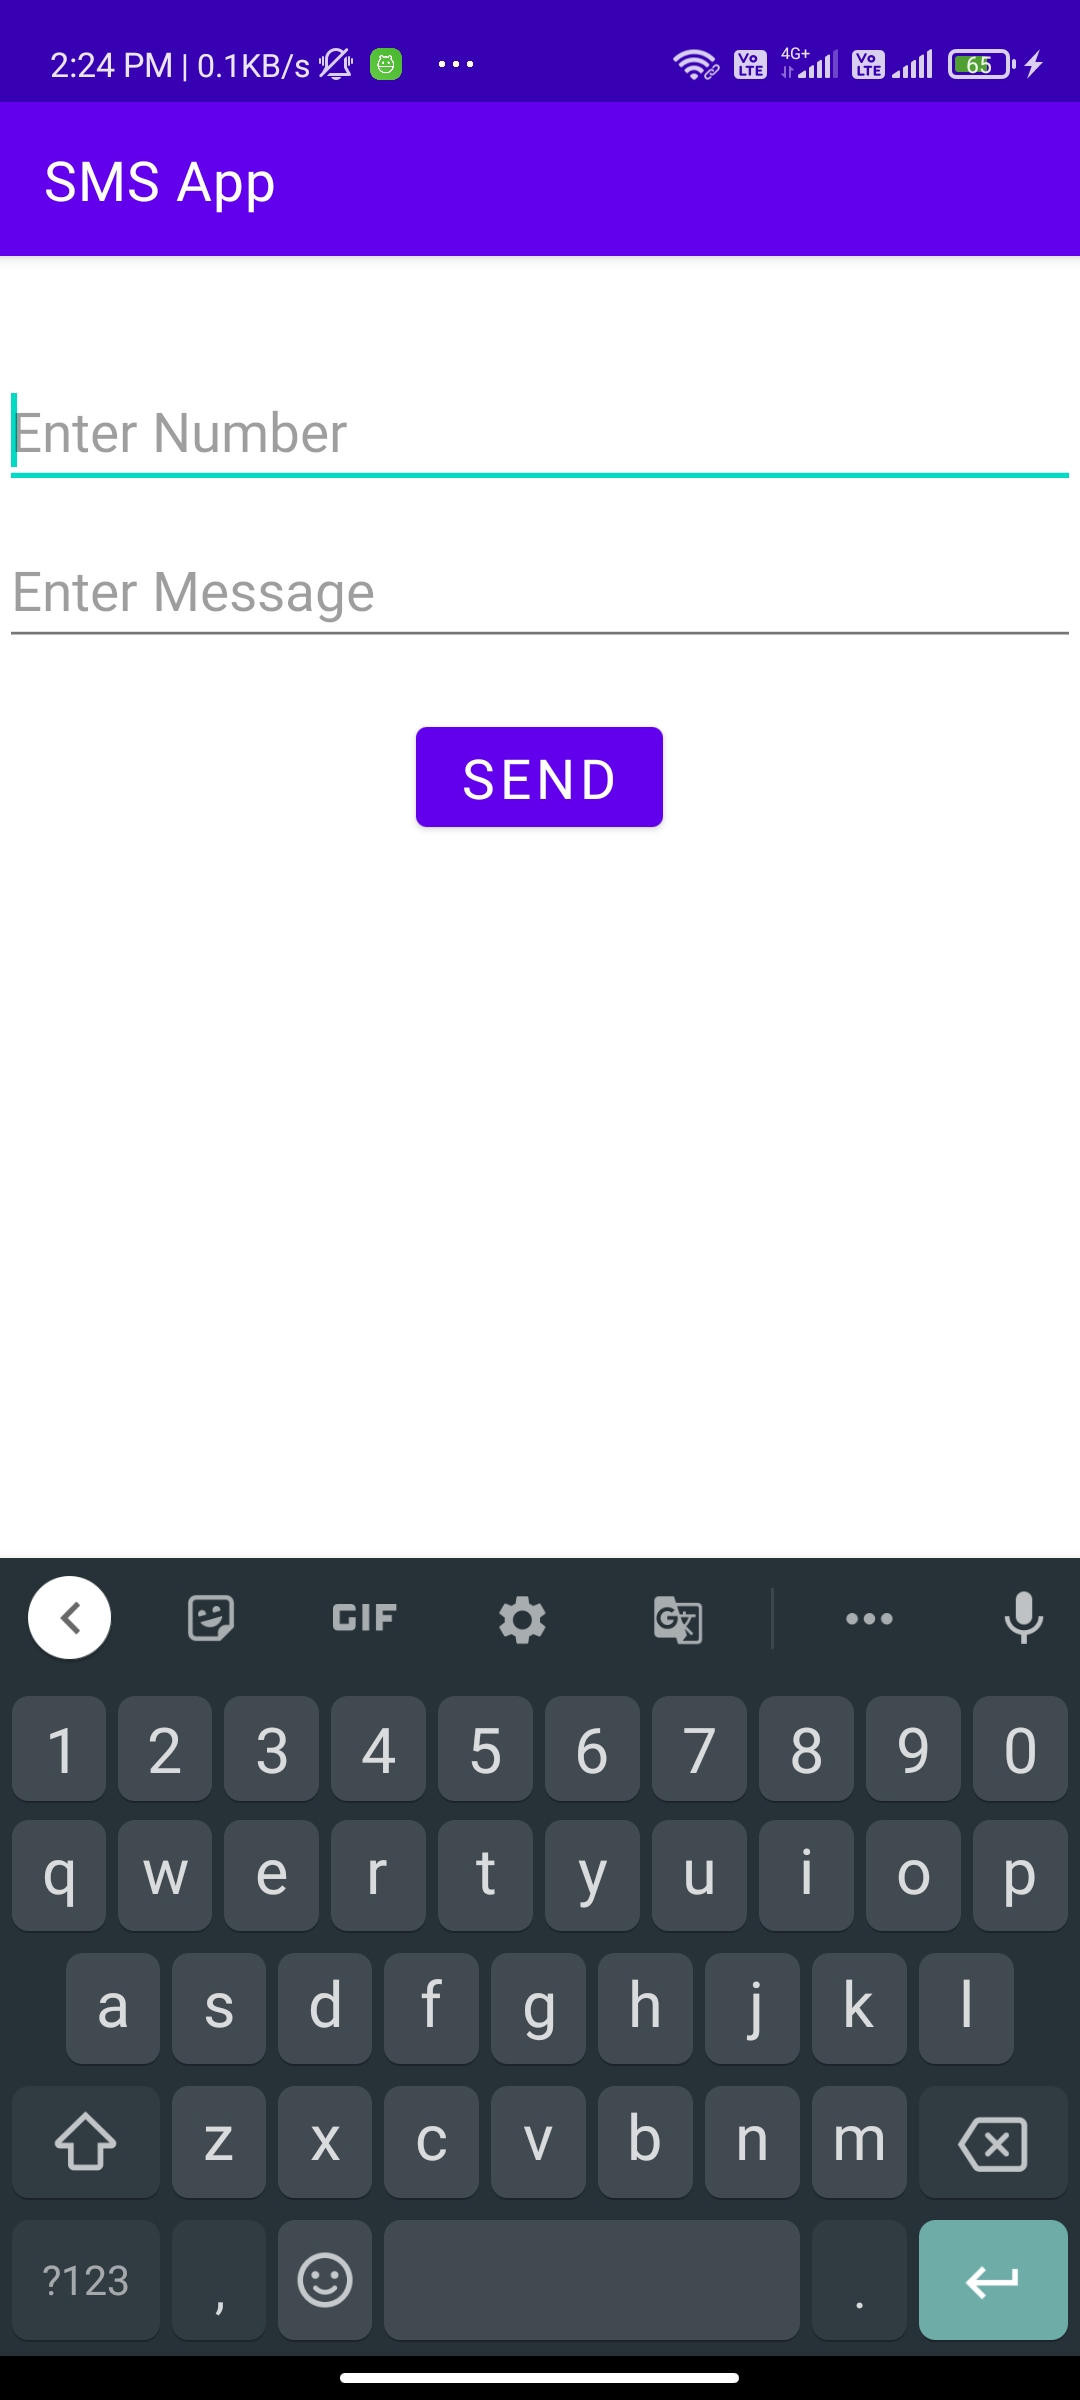 2:24 PM | 0.1KB/s ... Vo LTE 4G+ Vo LTE 65
SMS App
Enter Number
Enter Message
SEND
GIF G 文
1 2 3 4 5 6 7 8 9 0
q w e r t y u i o p
a s d f g h j k l
z x c v b n m
?123 , .